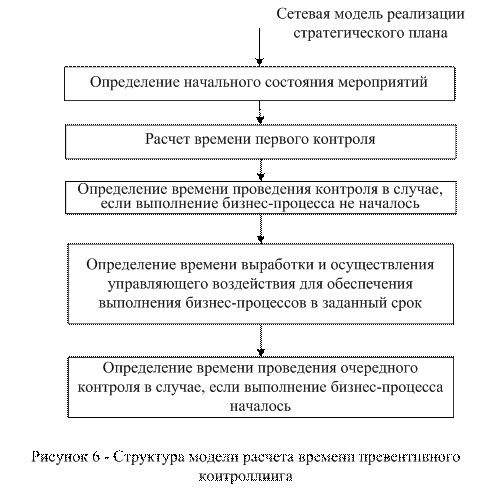 Сетевая модель реализации
стратегического плана
Определение начального состояния мероприятий
Расчет времени первого контроля
Определение времени проведения контроля в случае,
если выполнение бизнес-процесса не началось
Определение времени выработки и осуществления
управляющего воздействия для обеспечения
выполнения бизнес-процессов в заданный срок
Определение времени проведения очередного
контроля в случае, если выполнение бизнес-процесса
началось
Рисунок 6 - Структура модели расчета времени превентивного
контроллинга